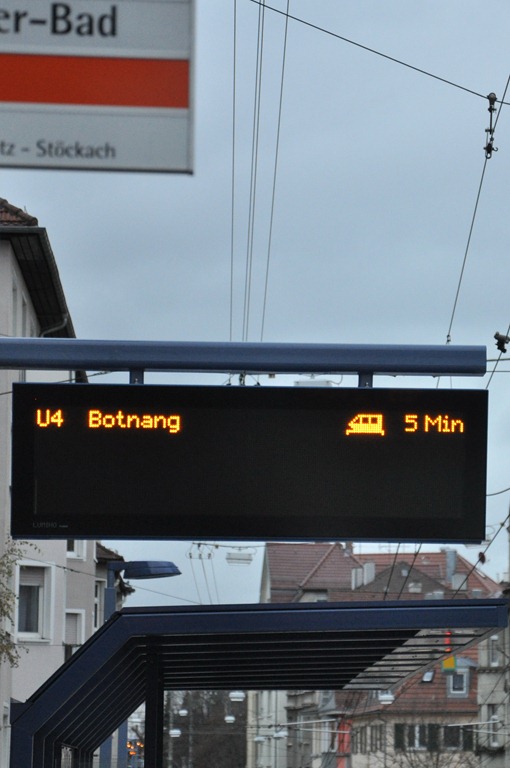 er-Bad
tz - Stöckach
U4 Botnang 5 Min